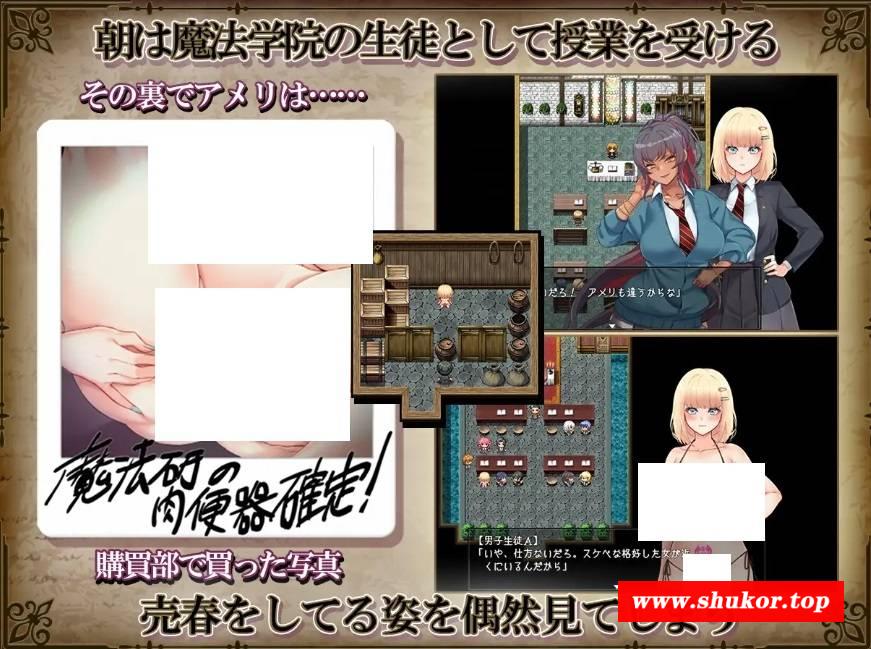 朝は魔法学院の生徒として授業を受ける
その裏でアメリは……
だろ！ アメリも違うからな」
魔法研の
肉便器確定！
【男子生徒A】
「いや、仕方ないだろ。スケベな格好した女が近
くにいるんだから」
購買部で買った写真
www.shukor.top
売春をしてる姿を偶然見てしまう